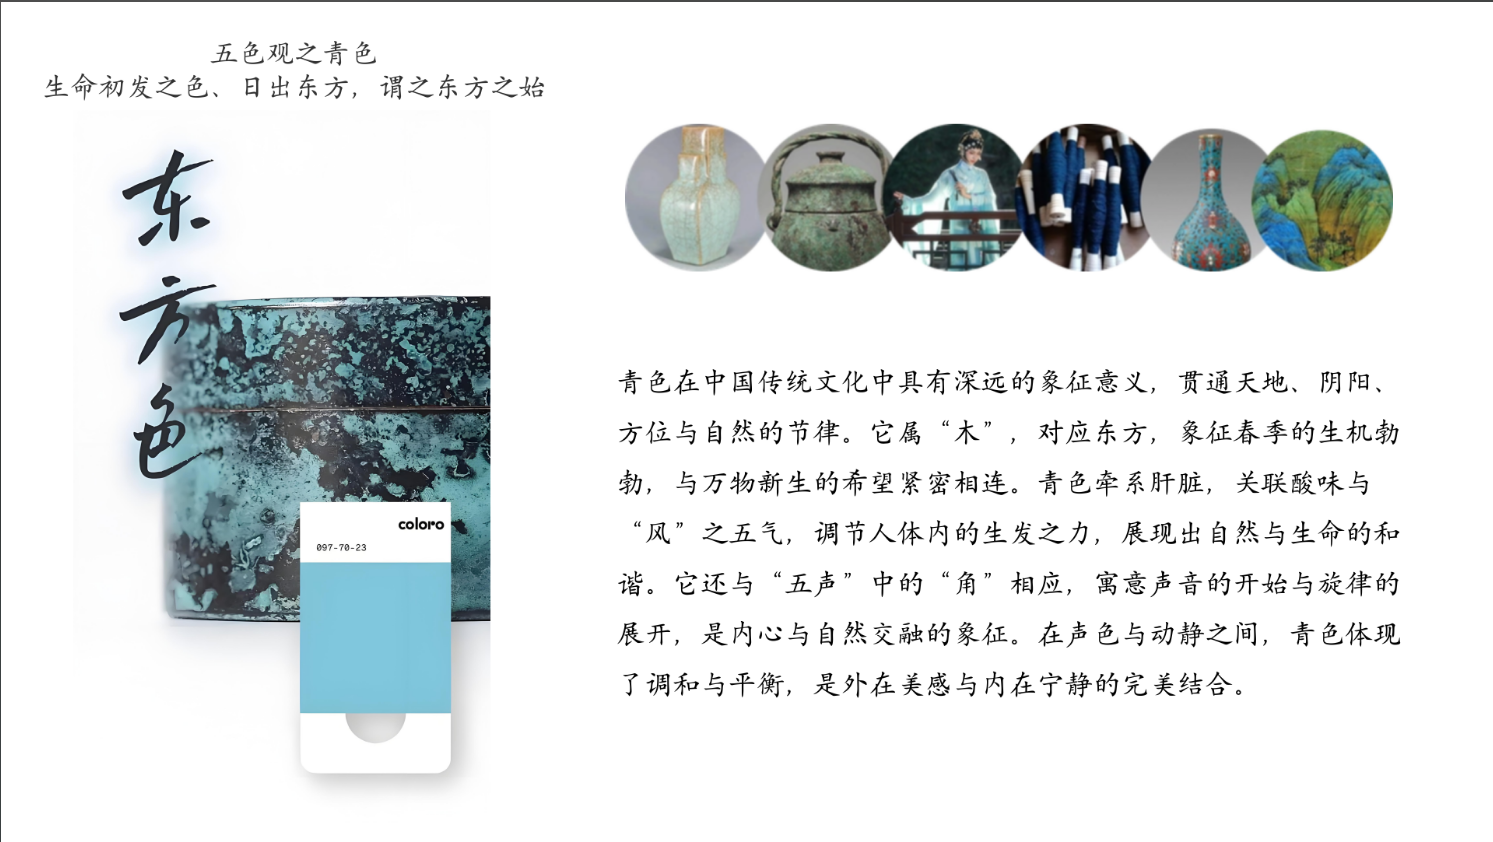 五色观之青色
生命初发之色、日出东方，谓之东方之始
东
方
色
coloro
097-70-23
青色在中国传统文化中具有深远的象征意义，贯通天地、阴阳、
方位与自然的节律。它属“木”，对应东方，象征春季的生机勃
勃，与万物新生的希望紧密相连。青色牵系肝脏，关联酸味与
“风”之五气，调节人体内的生发之力，展现出自然与生命的和
谐。它还与“五声”中的“角”相应，寓意声音的开始与旋律的
展开，是内心与自然交融的象征。在声色与动静之间，青色体现
了调和与平衡，是外在美感与内在宁静的完美结合。